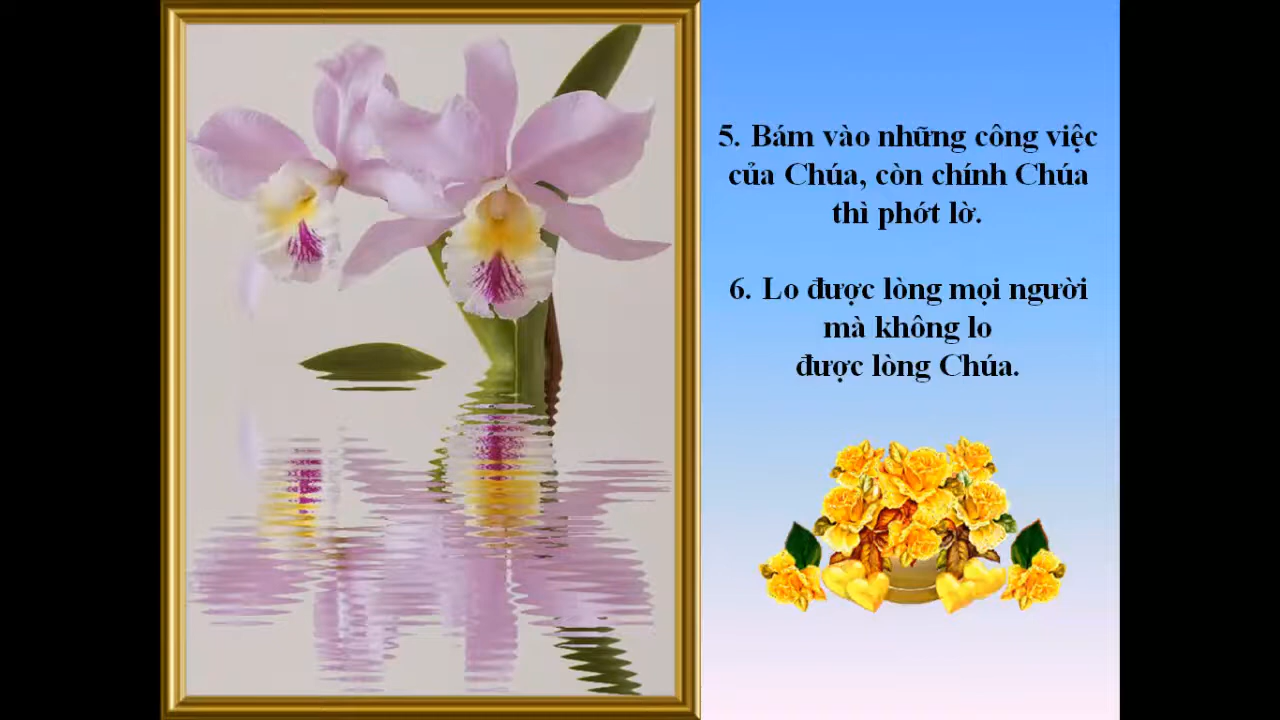 5. Bám vào những công việc
của Chúa, còn chính Chúa
thì phớt lờ.
6. Lo được lòng mọi người
mà không lo
được lòng Chúa.